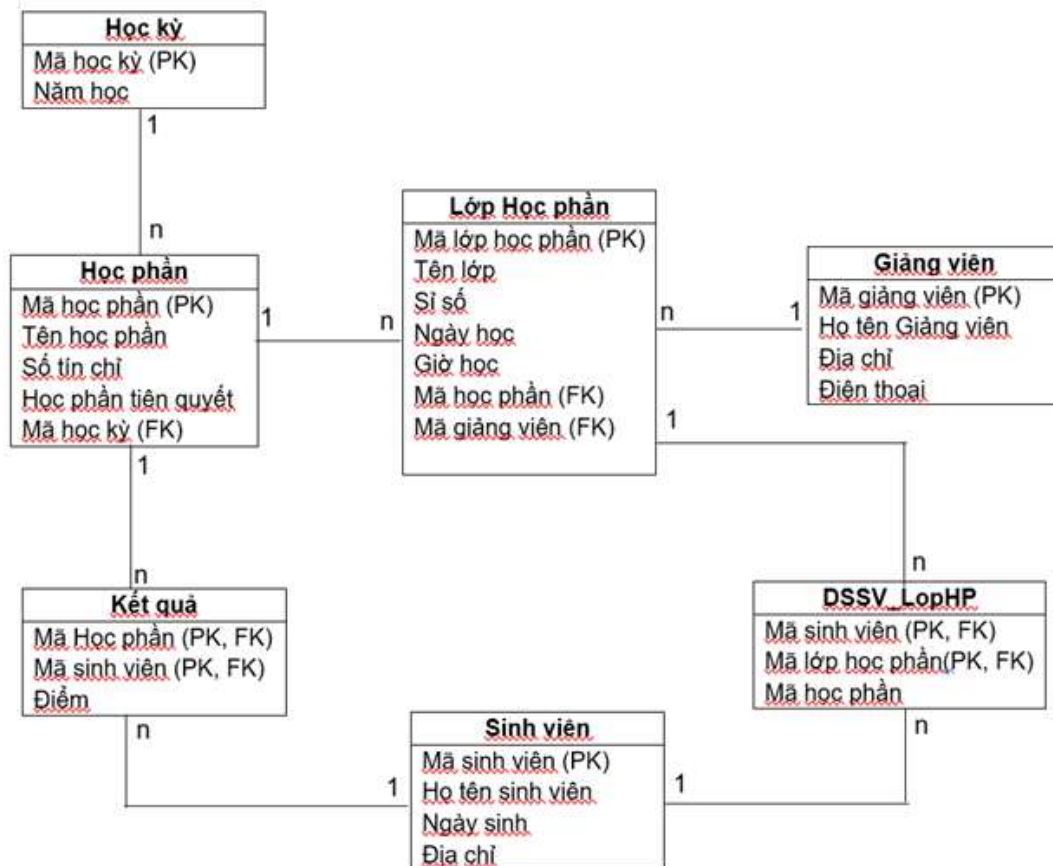 Học kỳ
Mã học kỳ (PK)
Năm học
1
n
Học phần
Mã học phần (PK)
Tên học phần
Số tín chỉ
Học phần tiên quyết
Mã học kỳ (FK)
1
n
Lớp Học phần
Mã lớp học phần (PK)
Tên lớp
Sỉ số
Ngày học
Giờ học
Mã học phần (FK)
Mã giảng viên (FK)
n
1
Giảng viên
Mã giảng viên (PK)
Họ tên Giảng viên
Địa chỉ
Điện thoại
1
n
1
n
Kết quả
Mã Học phần (PK, FK)
Mã sinh viên (PK, FK)
Điểm
n
1
DSSV_LopHP
Mã sinh viên (PK, FK)
Mã lớp học phần(PK, FK)
Mã học phần
n
1
Sinh viên
Mã sinh viên (PK)
Họ tên sinh viên
Ngày sinh
Địa chỉ